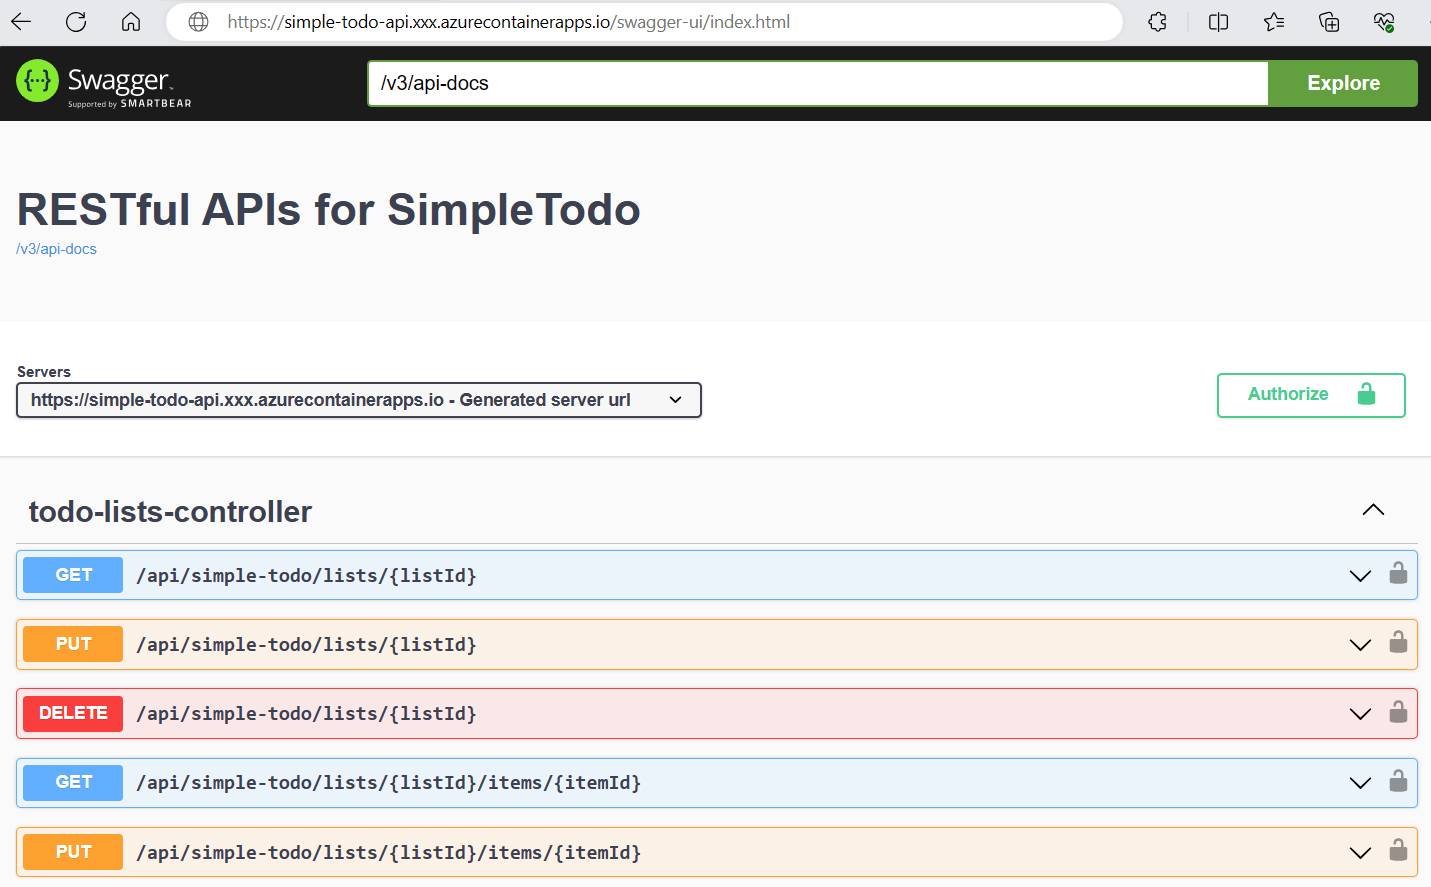 https://simple-todo-api.xxx.azurecontainerapps.io/swagger-ui/index.html
Swagger
Supported by SMARTBEAR
/v3/api-docs
Explore
RESTful APIs for SimpleTodo
/v3/api-docs
Servers
https://simple-todo-api.xxx.azurecontainerapps.io - Generated server url
Authorize
todo-lists-controller
GET /api/simple-todo/lists/{listId}
PUT /api/simple-todo/lists/{listId}
DELETE /api/simple-todo/lists/{listId}
GET /api/simple-todo/lists/{listId}/items/{itemId}
PUT /api/simple-todo/lists/{listId}/items/{itemId}